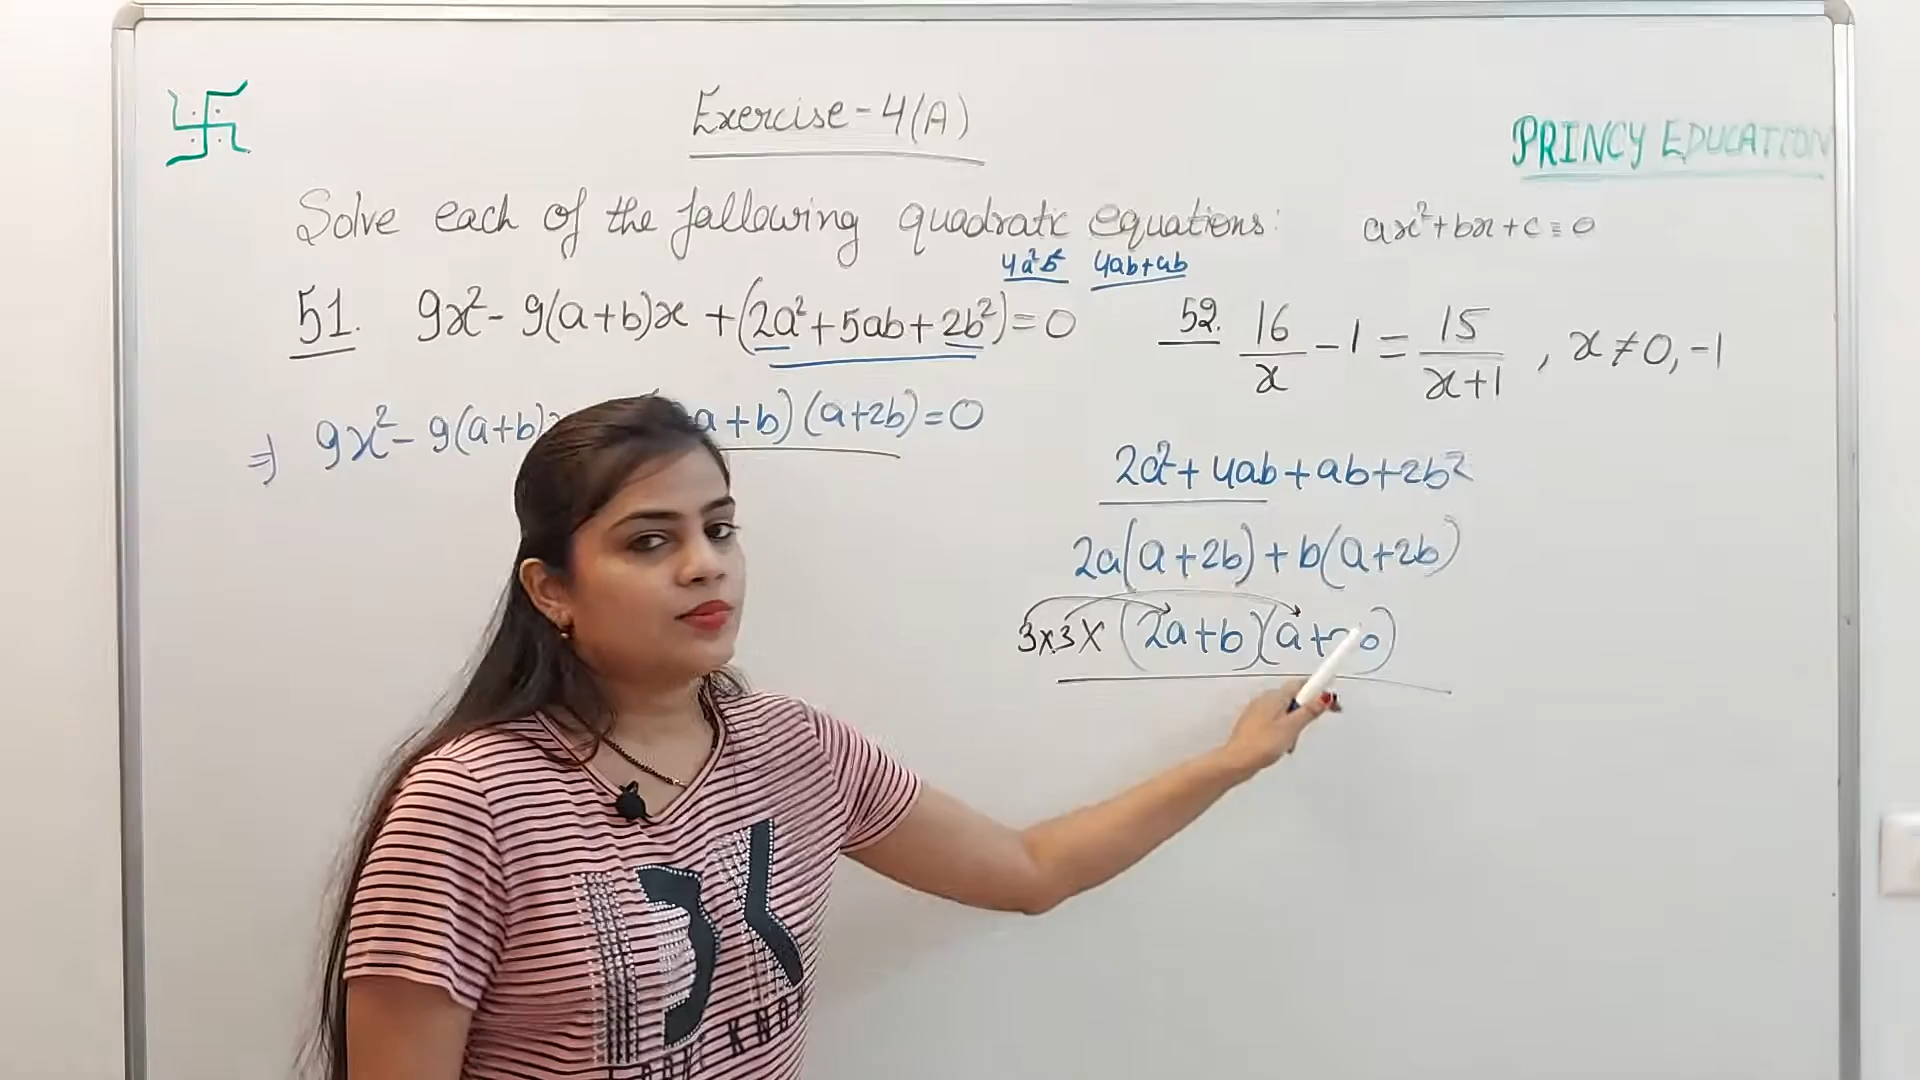 Exercise-4(A)
PRINCY EDUCATION
Solve each of the following quadratic equations:
ax²+bx+c=0
4a²b² 4ab+ab
51. 9x²- 9(a+b)x +(2a²+5ab+2b²)=0
52. 16/x -1 = 15/x+1 , x≠0,-1
⇒ 9x²- 9(a+b) a+b)(a+2b)=0
2a²+4ab+ab+2b²
2a(a+2b)+b(a+2b)
3x3x (2a+b)(a+ b)